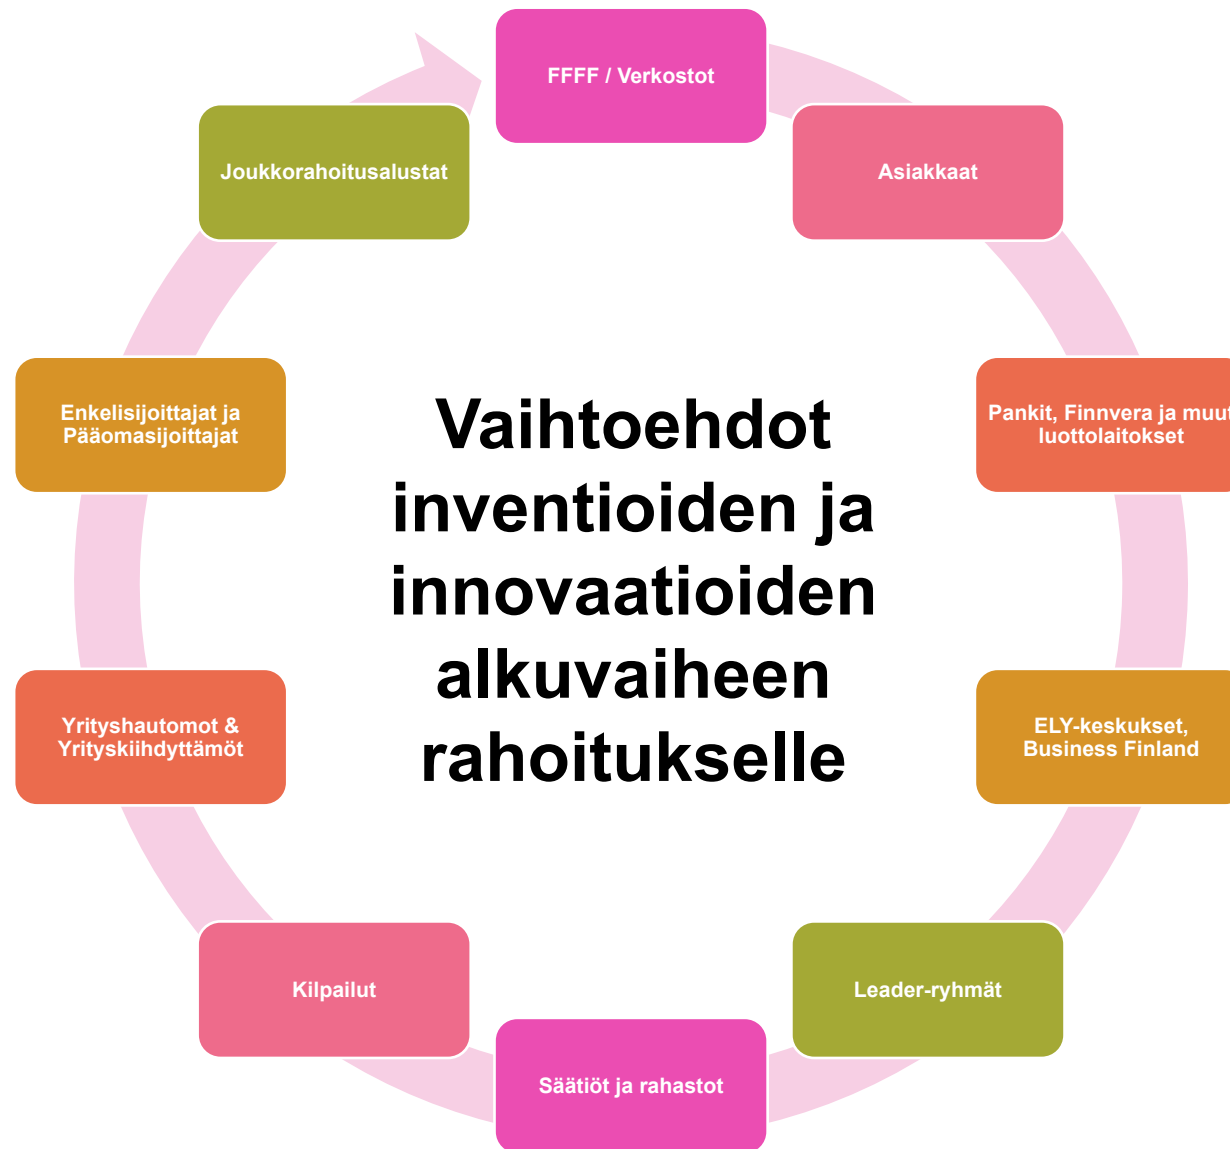 FFFF / Verkostot
Asiakkaat
Pankit, Finnvera ja muut
luottolaitokset
ELY-keskukset,
Business Finland
Leader-ryhmät
Säätiöt ja rahastot
Kilpailut
Yrityshautomot &
Yrityskiihdyttämöt
Enkelisijoittajat ja
Pääomasijoittajat
Joukkorahoitusalustat
Vaihtoehdot
inventioiden ja
innovaatioiden
alkuvaiheen
rahoitukselle